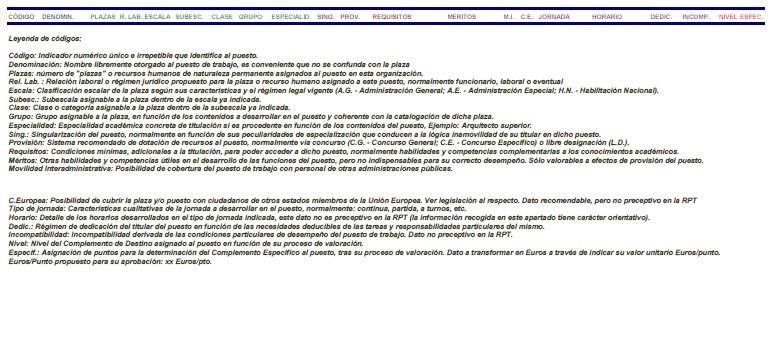 CÓDIGO DENOMIN. PLAZAS R. LAB. ESCALA SUBESC. CLASE GRUPO ESPECIALID. SING. PROV. REQUISITOS MERITOS M.I. C.E. JORNADA HORARIO DEDIC. INCOMP. NIVEL ESPEC.
Leyenda de códigos:
Código: Indicador numérico único e irrepetible que identifica al puesto.
Denominación: Nombre libremente otorgado al puesto de trabajo, es conveniente que no se confunda con la plaza
Plazas: número de "plazas" o recursos humanos de naturaleza permanente asignados al puesto en esta organización.
Rel. Lab. : Relación laboral o régimen jurídico propuesto para la plaza o recurso humano asignado a este puesto, normalmente funcionario, laboral o eventual
Escala: Clasificación escalar de la plaza según sus características y el régimen legal vigente (A.G. - Administración General; A.E. - Administración Especial; H.N. - Habilitación Nacional).
Subesc.: Subescala asignable a la plaza dentro de la escala ya indicada.
Clase: Clase o categoría asignable a la plaza dentro de la subescala ya indicada.
Grupo: Grupo asignable a la plaza, en función de los contenidos a desarrollar en el puesto y coherente con la catalogación de dicha plaza.
Especialidad: Especialidad académica concreta de titulación si es procedente en función de los contenidos del puesto, Ejemplo: Arquitecto superior.
Sing.: Singularización del puesto, normalmente en función de sus peculiaridades de especialización que conducen a la lógica inamovilidad de su titular en dicho puesto.
Provisión: Sistema recomendado de dotación de recursos al puesto, normalmente vía concurso (C.G. - Concurso General; C.E. - Concurso Específico) o libre designación (L.D.).
Requisitos: Condiciones mínimas, adicionales a la titulación, para poder acceder a dicho puesto, normalmente habilidades y competencias complementarias a los conocimientos académicos.
Méritos: Otras habilidades y competencias útiles en el desarrollo de las funciones del puesto, pero no indispensables para su correcto desempeño. Sólo valorables a efectos de provisión del puesto.
Movilidad Interadministrativa: Posibilidad de cobertura del puesto de trabajo con personal de otras administraciones públicas.
C.Europea: Posibilidad de cubrir la plaza y/o puesto con ciudadanos de otros estados miembros de la Unión Europea. Ver legislación al respecto. Dato recomendable, pero no preceptivo en la RPT
Tipo de jornada: Características cualitativas de la jornada a desarrollar en el puesto, normalmente: continua, partida, a turnos, etc.
Horario: Detalle de los horarios desarrollados en el tipo de jornada indicada, este dato no es preceptivo en la RPT (la información recogida en este apartado tiene carácter orientativo).
Dedic.: Régimen de dedicación del titular del puesto en función de las necesidades deducibles de las tareas y responsabilidades particulares del mismo.
Incompatibilidad: Incompatibilidad derivada de las condiciones particulares de desempeño del puesto de trabajo. Dato no preceptivo en la RPT.
Nivel: Nivel del Complemento de Destino asignado al puesto en función de su proceso de valoración.
Específ.: Asignación de puntos para la determinación del Complemento Específico al puesto, tras su proceso de valoración. Dato a transformar en Euros a través de indicar su valor unitario Euros/punto.
Euros/Punto propuesto para su aprobación: xx Euros/pto.